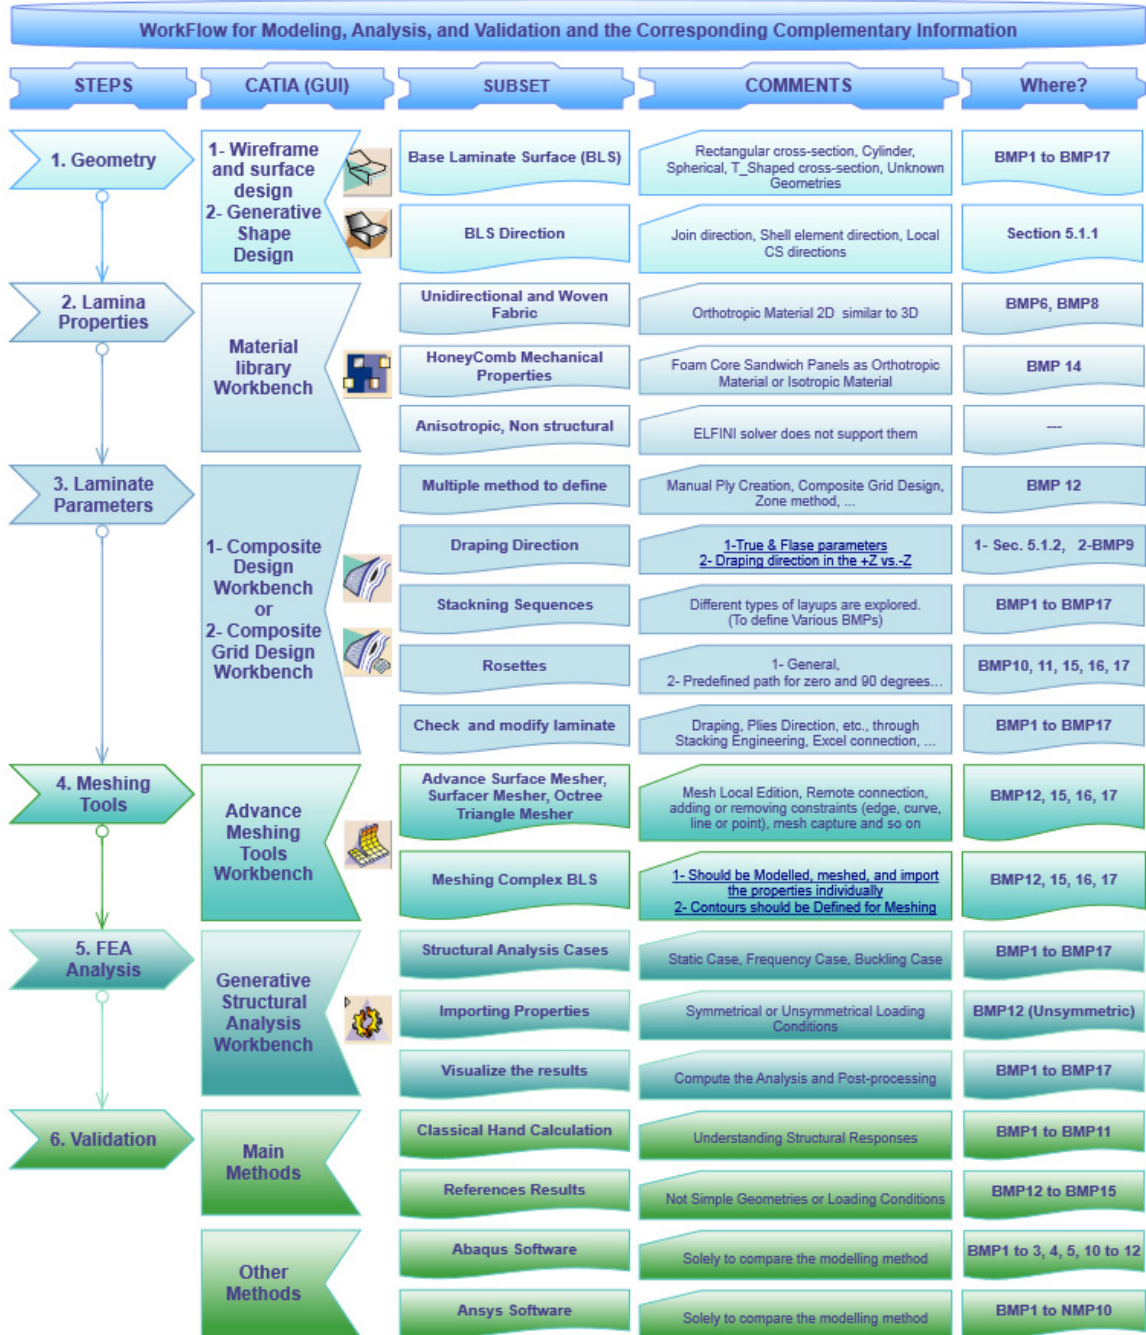 WorkFlow for Modeling, Analysis, and Validation and the Corresponding Complementary Information
STEPS
CATIA (GUI)
SUBSET
COMMENTS
Where?
1. Geometry
1- Wireframe
and surface
design
2- Generative
Shape
Design
Base Laminate Surface (BLS)
Rectangular cross-section, Cylinder,
Spherical, T_Shaped cross-section, Unknown
Geometries
BMP1 to BMP17
BLS Direction
Join direction, Shell element direction, Local
CS directions
Section 5.1.1
2. Lamina
Properties
Material
library
Workbench
Unidirectional and Woven
Fabric
Orthotropic Material 2D similar to 3D
BMP6, BMP8
HoneyComb Mechanical
Properties
Foam Core Sandwich Panels as Orthotropic
Material or Isotropic Material
BMP 14
Anisotropic, Non structural
ELFINI solver does not support them
---
3. Laminate
Parameters
1- Composite
Design
Workbench
or
2- Composite
Grid Design
Workbench
Multiple method to define
Manual Ply Creation, Composite Grid Design,
Zone method, ...
BMP 12
Draping Direction
1-True & Flase parameters
2- Draping direction in the +Z vs.-Z
1- Sec. 5.1.2, 2-BMP9
Stackning Sequences
Different types of layups are explored.
(To define Various BMPs)
BMP1 to BMP17
Rosettes
1- General,
2- Predefined path for zero and 90 degrees...
BMP10, 11, 15, 16, 17
Check and modify laminate
Draping, Plies Direction, etc., through
Stacking Engineering, Excel connection, ...
BMP1 to BMP17
4. Meshing
Tools
Advance
Meshing
Tools
Workbench
Advance Surface Mesher,
Surfacer Mesher, Octree
Triangle Mesher
Mesh Local Edition, Remote connection,
adding or removing constraints (edge, curve,
line or point), mesh capture and so on
BMP12, 15, 16, 17
Meshing Complex BLS
1- Should be Modelled, meshed, and import
the properties individually
2- Contours should be Defined for Meshing
BMP12, 15, 16, 17
5. FEA
Analysis
Generative
Structural
Analysis
Workbench
Structural Analysis Cases
Static Case, Frequency Case, Buckling Case
BMP1 to BMP17
Importing Properties
Symmetrical or Unsymmetrical Loading
Conditions
BMP12 (Unsymmetric)
Visualize the results
Compute the Analysis and Post-processing
BMP1 to BMP17
6. Validation
Main
Methods
Classical Hand Calculation
Understanding Structural Responses
BMP1 to BMP11
References Results
Not Simple Geometries or Loading Conditions
BMP12 to BMP15
Other
Methods
Abaqus Software
Solely to compare the modelling method
BMP1 to 3, 4, 5, 10 to 12
Ansys Software
Solely to compare the modelling method
BMP1 to NMP10